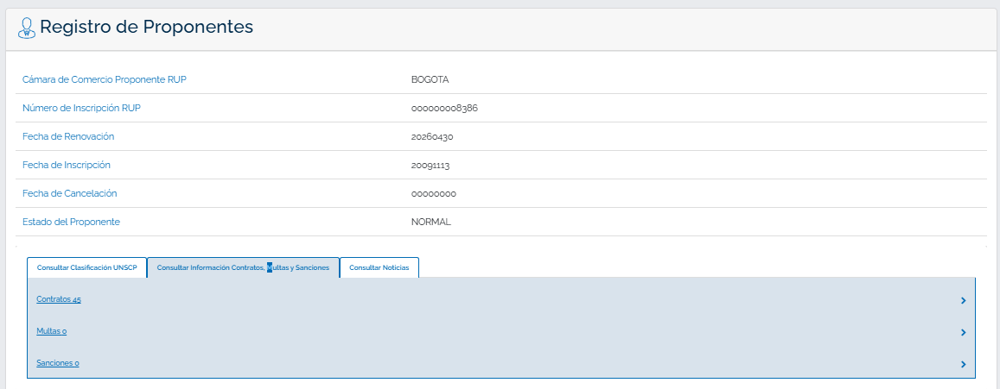 Registro de Proponentes
Cámara de Comercio Proponente RUP BOGOTA
Número de Inscripción RUP 000000008386
Fecha de Renovación 20260430
Fecha de Inscripción 20091113
Fecha de Cancelación 00000000
Estado del Proponente NORMAL
Consultar Clasificación UNSCP Consultar Información Contratos, Multas y Sanciones Consultar Noticias
Contratos 45
Multas 0
Sanciones 0